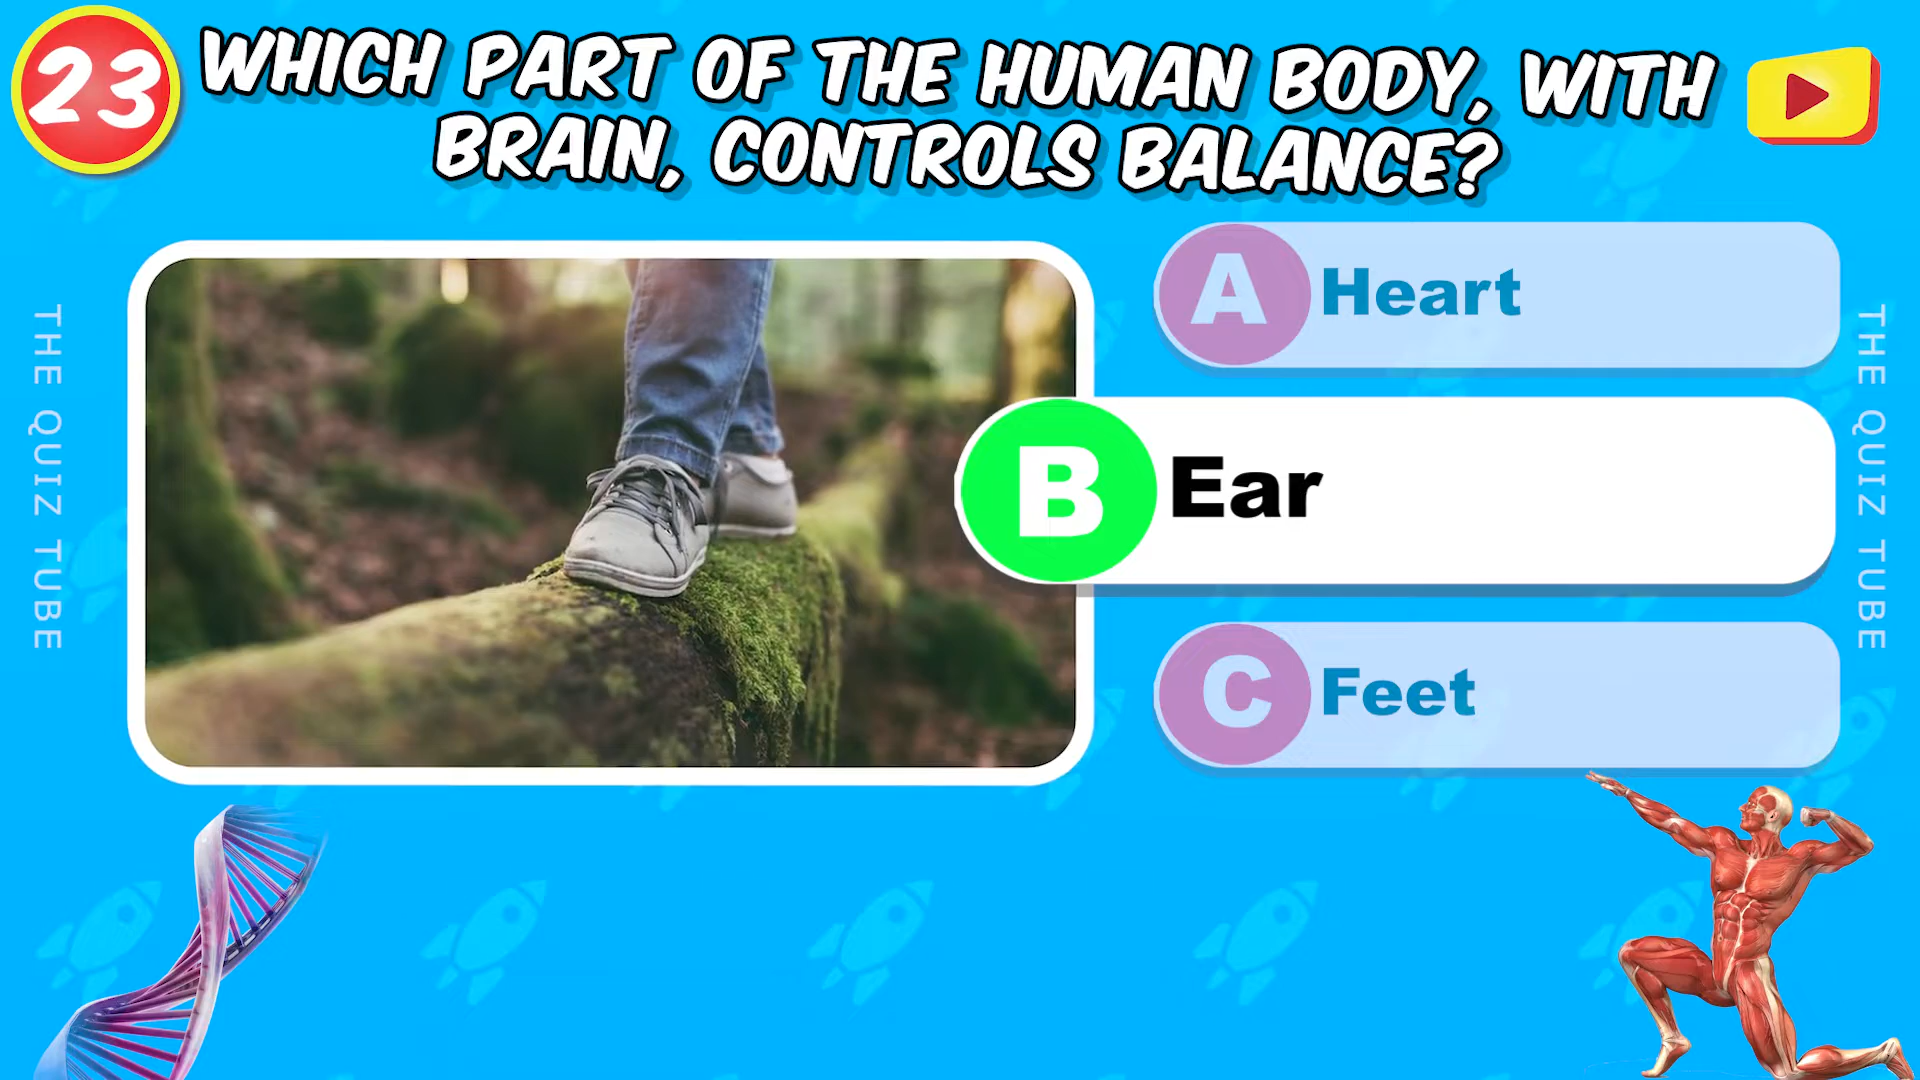 23
WHICH PART OF THE HUMAN BODY, WITH
BRAIN, CONTROLS BALANCE?
A Heart
B Ear
C Feet
THE QUIZ TUBE
THE QUIZ TUBE